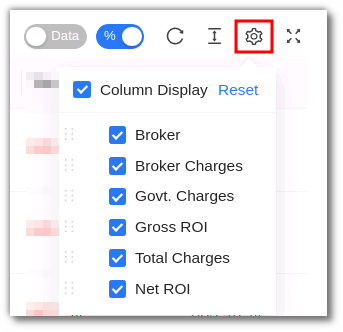 Data %
Column Display Reset
Broker
Broker Charges
Govt. Charges
Gross ROI
Total Charges
Net ROI